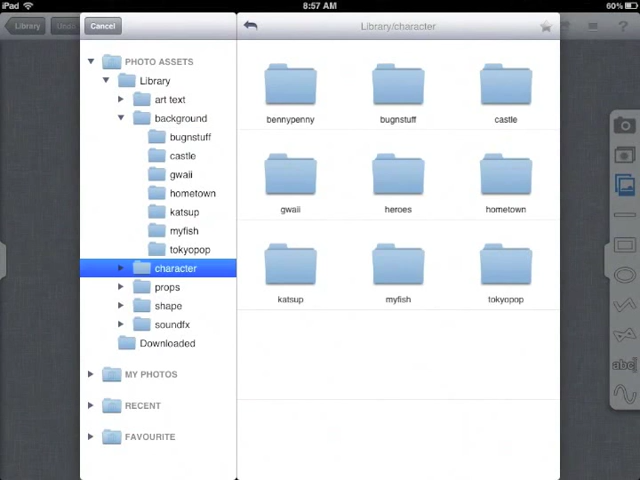 iPad
8:57 AM
60%
Library
Cancel
Library/character
PHOTO ASSETS
Library
art text
background
bugnstuff
castle
gwaii
hometown
katsup
myfish
tokyopop
character
props
shape
soundfx
Downloaded
MY PHOTOS
RECENT
FAVOURITE
bennypenny
bugnstuff
castle
gwaii
heroes
hometown
katsup
myfish
tokyopop
?
abc